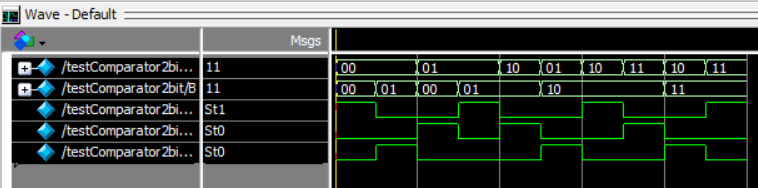 Wave - Default
Msgs
/testComparator2bi... 11 00 01 10 01 10 11 10 11
/testComparator2bit/B 11 00 01 00 01 10 11
/testComparator2bi... St1
/testComparator2bi... St0
/testComparator2bi... St0